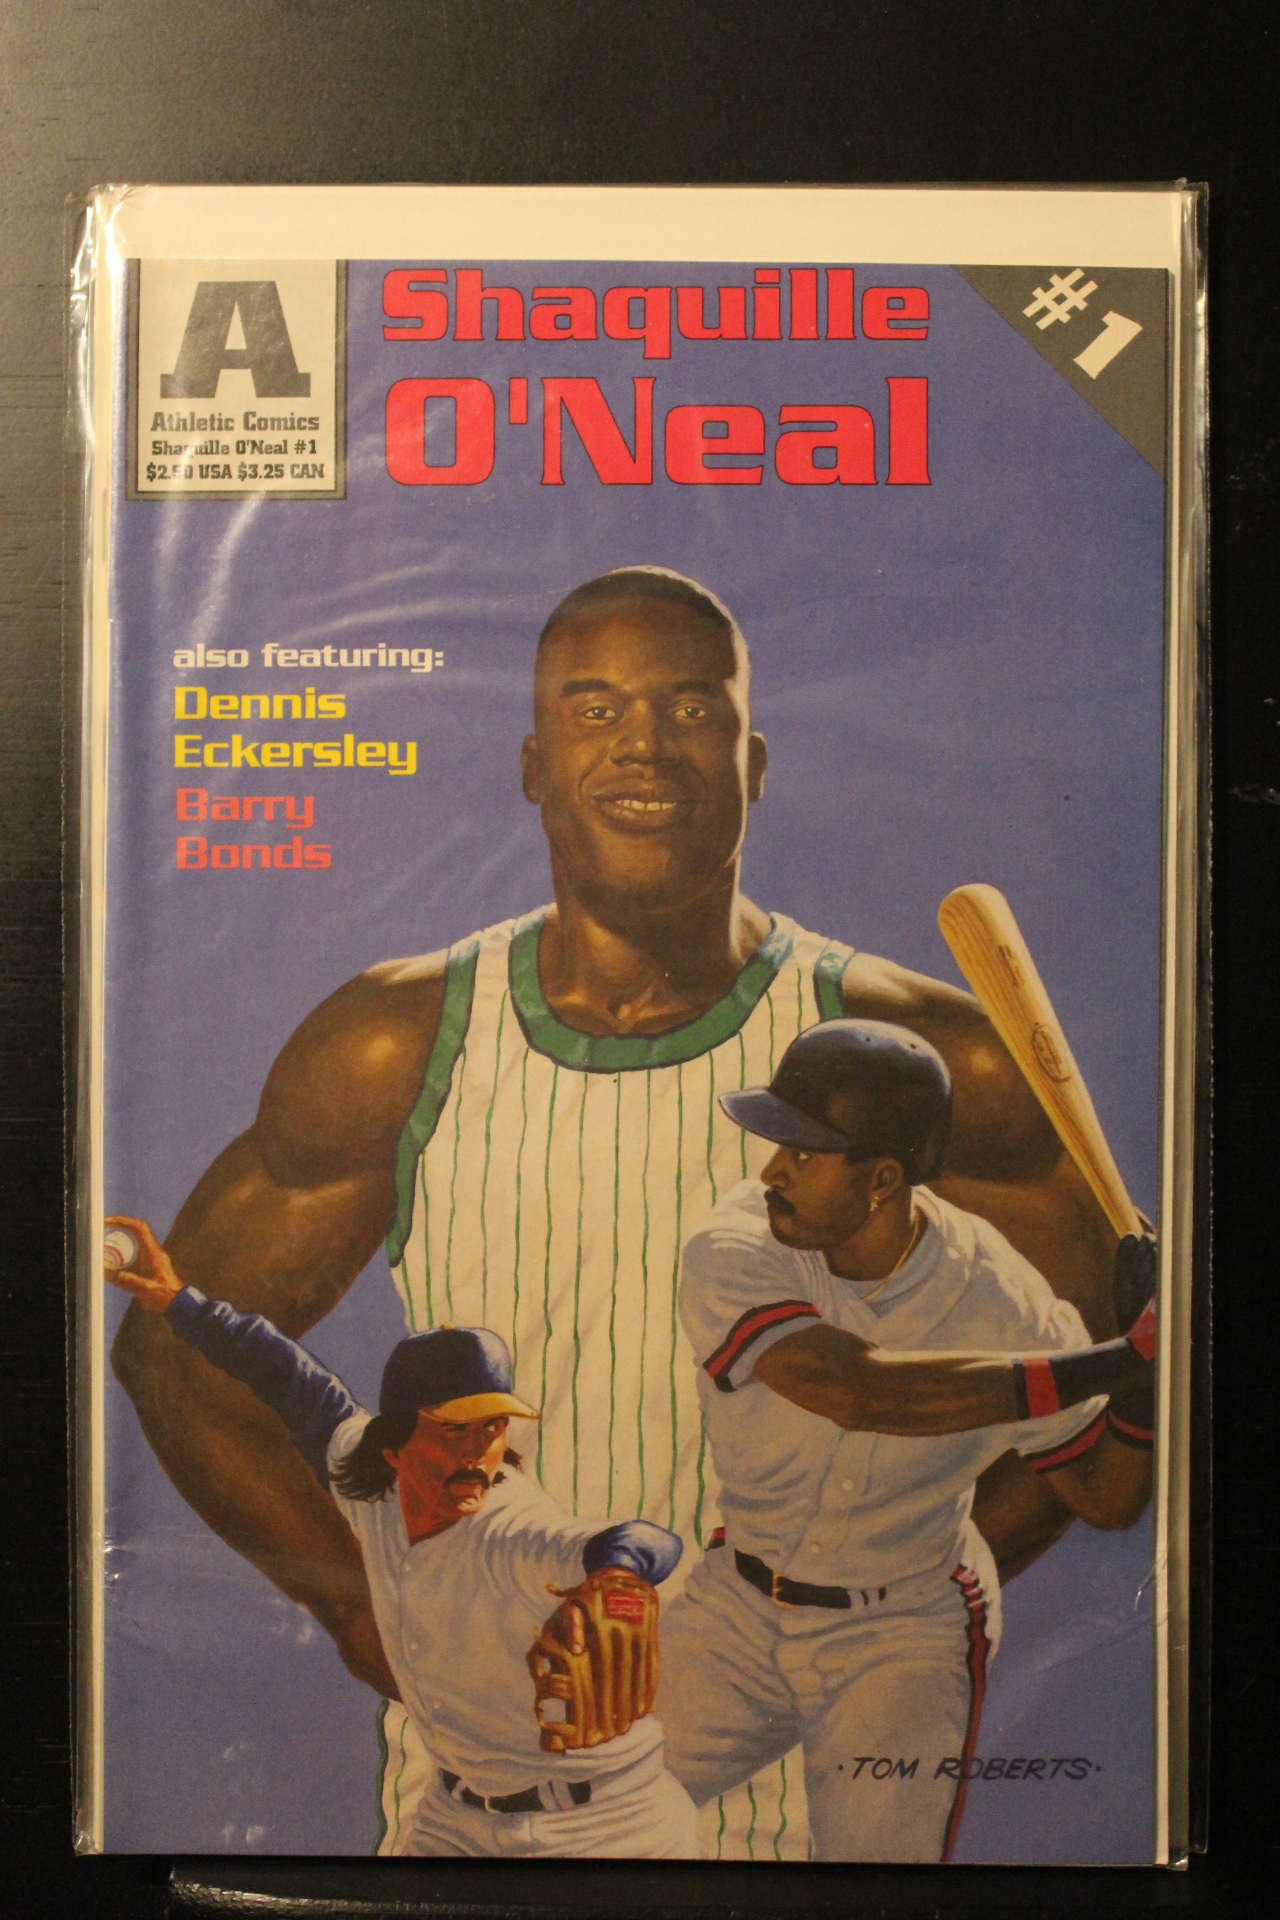 A
Athletic Comics
Shaquille O'Neal #1
$2.50 USA $3.25 CAN
Shaquille
O'Neal
#1
also featuring:
Dennis
Eckersley
Barry
Bonds
·TOM ROBERTS·